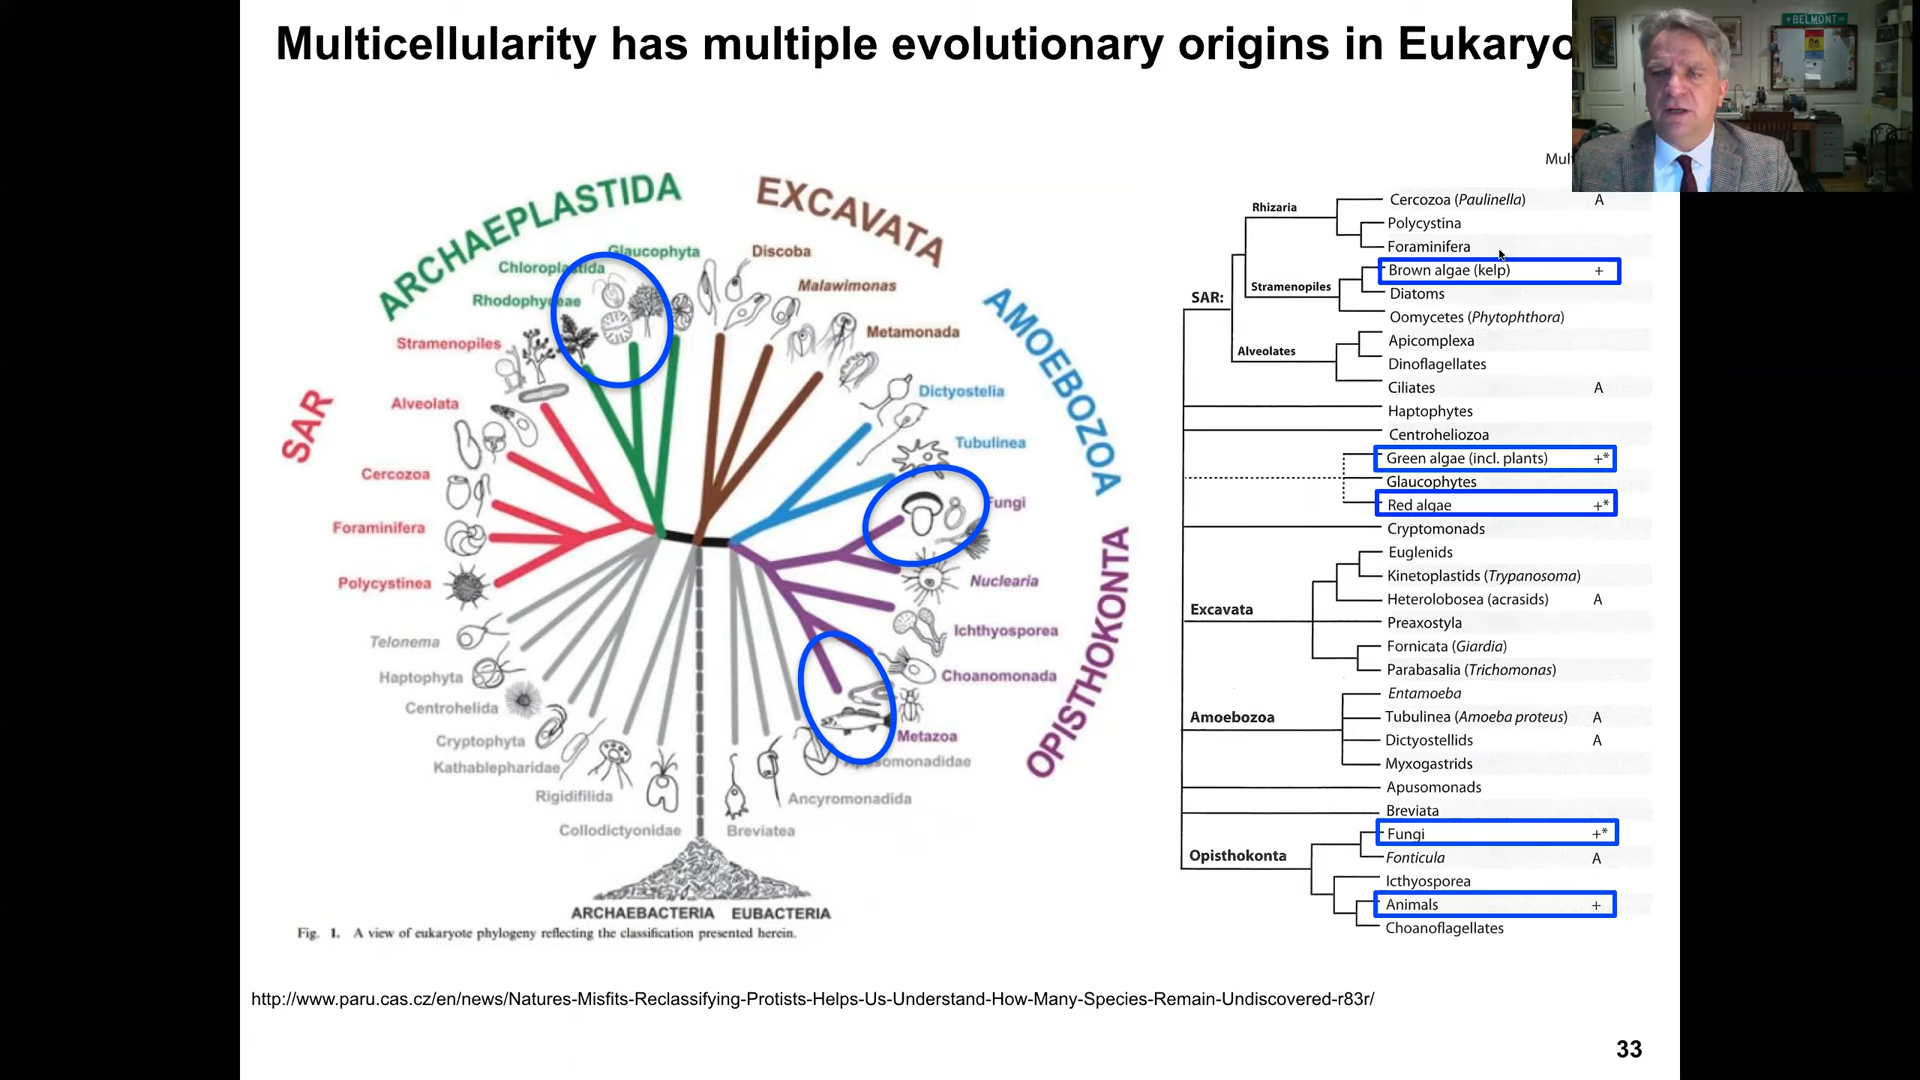 Multicellularity has multiple evolutionary origins in Eukaryo
BELMONT
ARCHAEPLASTIDA
EXCAVATA
AMOEBOZOA
OPISTHOKONTA
SAR
Glaucophyta
Chloroplastida
Rhodophyceae
Stramenopiles
Alveolata
Cercozoa
Foraminifera
Polycystinea
Telonema
Haptophyta
Centrohelida
Cryptophyta
Kathablepharidae
Rigidifilida
Collodictyonidae
Discoba
Malawimonas
Metamonada
Dictyostelia
Tubulinea
Fungi
Nuclearia
Ichthyosporea
Choanomonada
Metazoa
Apusomonadidae
Ancyromonadida
Breviatea
ARCHAEBACTERIA EUBACTERIA
Fig. 1. A view of eukaryote phylogeny reflecting the classification presented herein.
Mul
Rhizaria
Cercozoa (Paulinella) A
Polycystina
Foraminifera
SAR:
Stramenopiles
Brown algae (kelp) +
Diatoms
Oomycetes (Phytophthora)
Alveolates
Apicomplexa
Dinoflagellates
Ciliates A
Haptophytes
Centroheliozoa
Green algae (incl. plants) +*
Glaucophytes
Red algae +*
Cryptomonads
Excavata
Euglenids
Kinetoplastids (Trypanosoma)
Heterolobosea (acrasids) A
Preaxostyla
Fornicata (Giardia)
Parabasalia (Trichomonas)
Amoebozoa
Entamoeba
Tubulinea (Amoeba proteus) A
Dictyostellids A
Myxogastrids
Apusomonads
Breviata
Opisthokonta
Fungi +*
Fonticula A
Icthyosporea
Animals +
Choanoflagellates
http://www.paru.cas.cz/en/news/Natures-Misfits-Reclassifying-Protists-Helps-Us-Understand-How-Many-Species-Remain-Undiscovered-r83r/
33